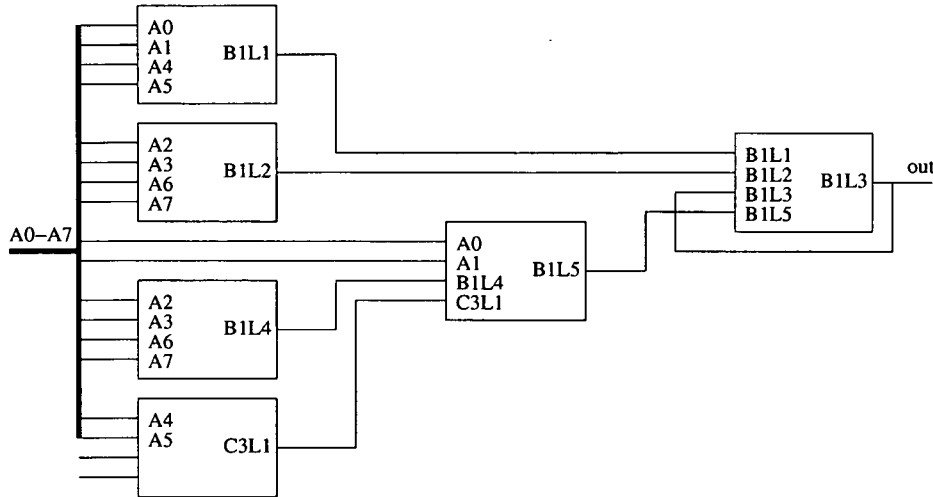 A0
A1
A4
A5
B1L1
A2
A3
A6
A7
B1L2
B1L1
B1L2
B1L3
B1L5
B1L3
out
A0–A7
A0
A1
B1L4
C3L1
B1L5
A2
A3
A6
A7
B1L4
A4
A5
C3L1